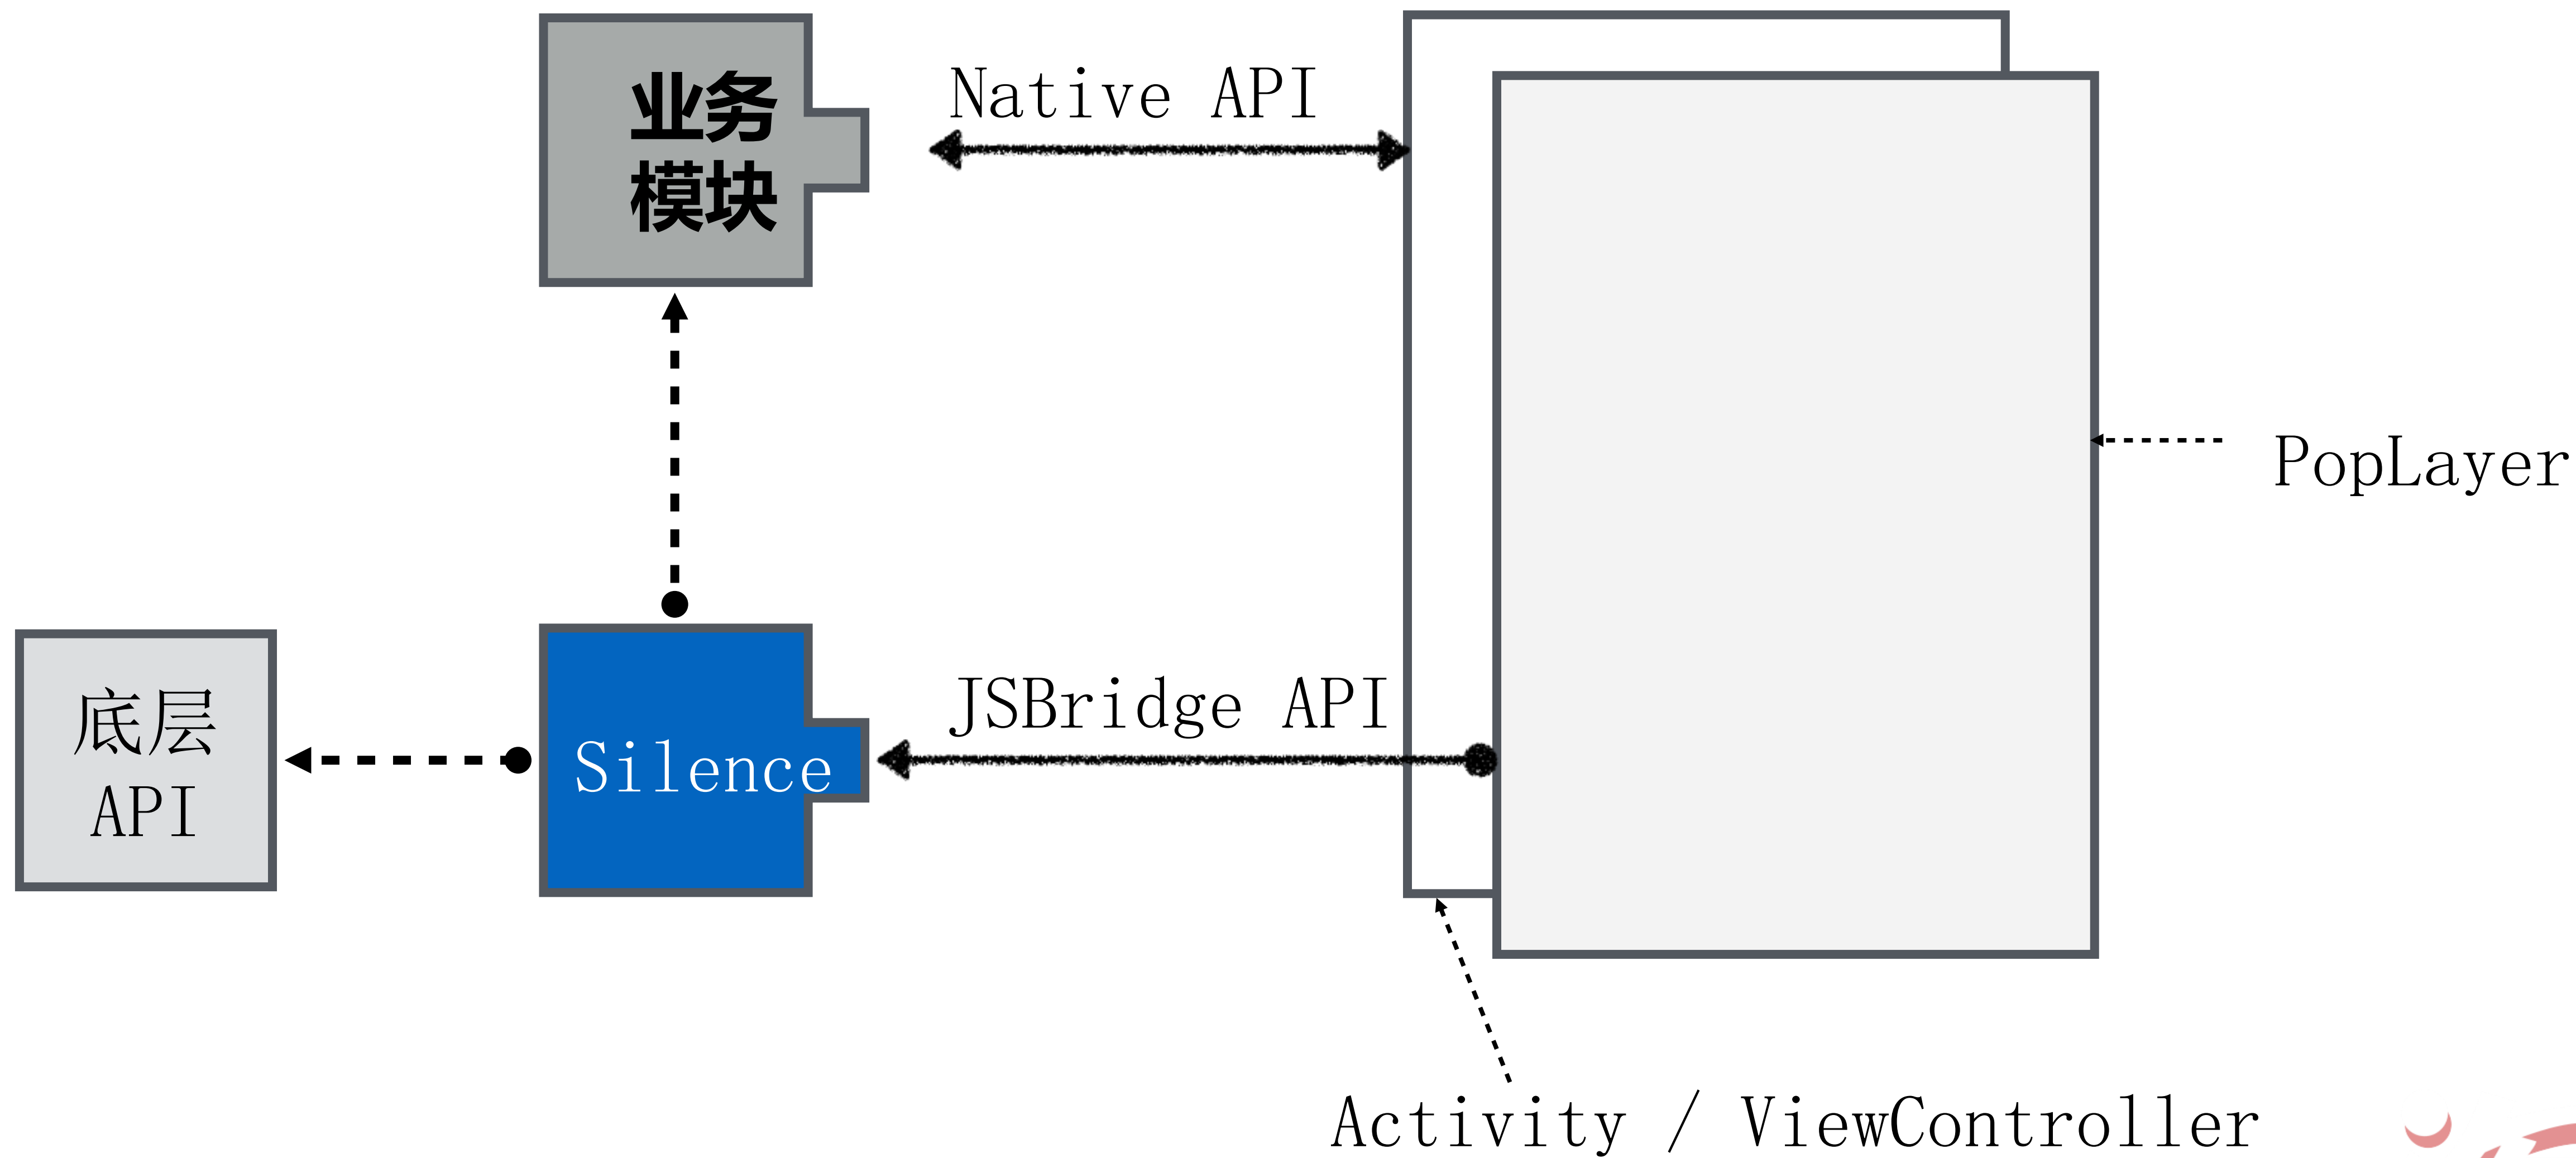 业务
模块
Native API
PopLayer
底层
API
Silence
JSBridge API
Activity / ViewController